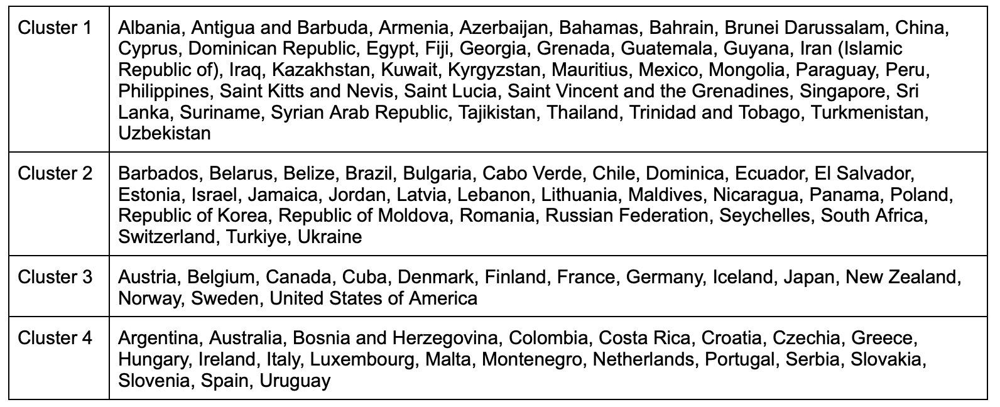 Cluster 1
Albania, Antigua and Barbuda, Armenia, Azerbaijan, Bahamas, Bahrain, Brunei Darussalam, China,
Cyprus, Dominican Republic, Egypt, Fiji, Georgia, Grenada, Guatemala, Guyana, Iran (Islamic
Republic of), Iraq, Kazakhstan, Kuwait, Kyrgyzstan, Mauritius, Mexico, Mongolia, Paraguay, Peru,
Philippines, Saint Kitts and Nevis, Saint Lucia, Saint Vincent and the Grenadines, Singapore, Sri
Lanka, Suriname, Syrian Arab Republic, Tajikistan, Thailand, Trinidad and Tobago, Turkmenistan,
Uzbekistan
Cluster 2
Barbados, Belarus, Belize, Brazil, Bulgaria, Cabo Verde, Chile, Dominica, Ecuador, El Salvador,
Estonia, Israel, Jamaica, Jordan, Latvia, Lebanon, Lithuania, Maldives, Nicaragua, Panama, Poland,
Republic of Korea, Republic of Moldova, Romania, Russian Federation, Seychelles, South Africa,
Switzerland, Turkiye, Ukraine
Cluster 3
Austria, Belgium, Canada, Cuba, Denmark, Finland, France, Germany, Iceland, Japan, New Zealand,
Norway, Sweden, United States of America
Cluster 4
Argentina, Australia, Bosnia and Herzegovina, Colombia, Costa Rica, Croatia, Czechia, Greece,
Hungary, Ireland, Italy, Luxembourg, Malta, Montenegro, Netherlands, Portugal, Serbia, Slovakia,
Slovenia, Spain, Uruguay